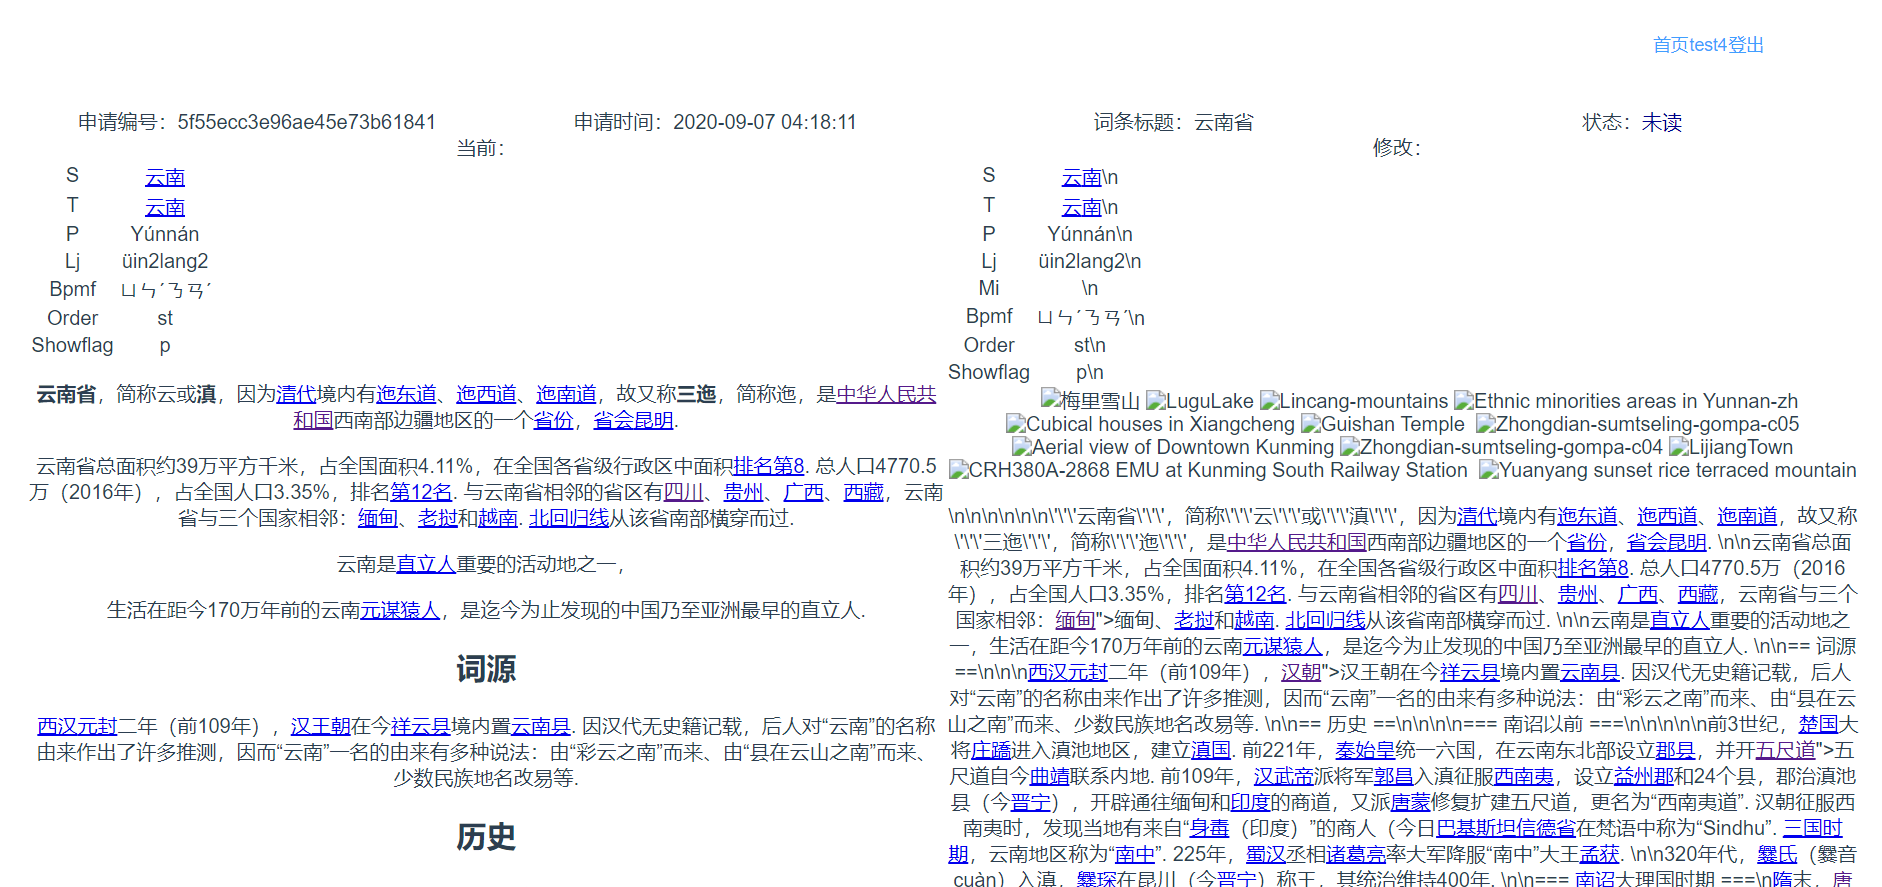 首页test4登出
申请编号：5f55ecc3e96ae45e73b61841 申请时间：2020-09-07 04:18:11 词条标题：云南省 状态：未读
当前：
S 云南
T 云南
P Yúnnán
Lj üin2lang2
Bpmf ㄩㄣˊㄋㄢˊ
Order st
Showflag p
云南省，简称云或滇，因为清代境内有迤东道、迤西道、迤南道，故又称三迤，简称迤，是中华人民共
和国西南部边疆地区的一个省份，省会昆明.
云南省总面积约39万平方千米，占全国面积4.11%，在全国各省级行政区中面积排名第8. 总人口4770.5
万（2016年），占全国人口3.35%，排名第12名. 与云南省相邻的省区有四川、贵州、广西、西藏，云南
省与三个国家相邻：缅甸、老挝和越南. 北回归线从该省南部横穿而过.
云南是直立人重要的活动地之一，
生活在距今170万年前的云南元谋猿人，是迄今为止发现的中国乃至亚洲最早的直立人.
词源
西汉元封二年（前109年），汉王朝在今祥云县境内置云南县. 因汉代无史籍记载，后人对“云南”的名称
由来作出了许多推测，因而“云南”一名的由来有多种说法：由“彩云之南”而来、由“县在云山之南”而来、
少数民族地名改易等.
历史
修改：
S 云南\n
T 云南\n
P Yúnnán\n
Lj üin2lang2\n
Mi \n
Bpmf ㄩㄣˊㄋㄢˊ\n
Order st\n
Showflag p\n
梅里雪山 LuguLake Lincang-mountains Ethnic minorities areas in Yunnan-zh
Cubical houses in Xiangcheng Guishan Temple Zhongdian-sumtseling-gompa-c05
Aerial view of Downtown Kunming Zhongdian-sumtseling-gompa-c04 LijiangTown
CRH380A-2868 EMU at Kunming South Railway Station Yuanyang sunset rice terraced mountain
\n\n\n\n\n\n\'\'\'云南省\'\'\'，简称\'\'\'云\'\'\'或\'\'\'滇\'\'\'，因为清代境内有迤东道、迤西道、迤南道，故又称
\'\'\'三迤\'\'\'，简称\'\'\'迤\'\'\'，是中华人民共和国西南部边疆地区的一个省份，省会昆明. \n\n云南省总面
积约39万平方千米，占全国面积4.11%，在全国各省级行政区中面积排名第8. 总人口4770.5万（2016
年），占全国人口3.35%，排名第12名. 与云南省相邻的省区有四川、贵州、广西、西藏，云南省与三个
国家相邻：缅甸">缅甸、老挝和越南. 北回归线从该省南部横穿而过. \n\n云南是直立人重要的活动地之
一，生活在距今170万年前的云南元谋猿人，是迄今为止发现的中国乃至亚洲最早的直立人. \n\n== 词源
==\n\n\n西汉元封二年（前109年），汉朝">汉王朝在今祥云县境内置云南县. 因汉代无史籍记载，后人
对“云南”的名称由来作出了许多推测，因而“云南”一名的由来有多种说法：由“彩云之南”而来、由“县在云
山之南”而来、少数民族地名改易等. \n\n== 历史 ==\n\n\n\n=== 南诏以前 ===\n\n\n\n\n前3世纪，楚国大
将庄蹻进入滇池地区，建立滇国. 前221年，秦始皇统一六国，在云南东北部设立郡县，并开五尺道">五
尺道自今曲靖联系内地. 前109年，汉武帝派将军郭昌入滇征服西南夷，设立益州郡和24个县，郡治滇池
县（今晋宁），开辟通往缅甸和印度的商道，又派唐蒙修复扩建五尺道，更名为“西南夷道”. 汉朝征服西
南夷时，发现当地有来自“身毒（印度）”的商人（今日巴基斯坦信德省在梵语中称为“Sindhu”. 三国时
期，云南地区称为“南中”. 225年，蜀汉丞相诸葛亮率大军降服“南中”大王孟获. \n\n320年代，爨氏（爨音
cuàn）入滇，爨琛在昆川（今晋宁）称王，其统治维持400年. \n\n=== 南诏大理国时期 ===\n隋末，唐